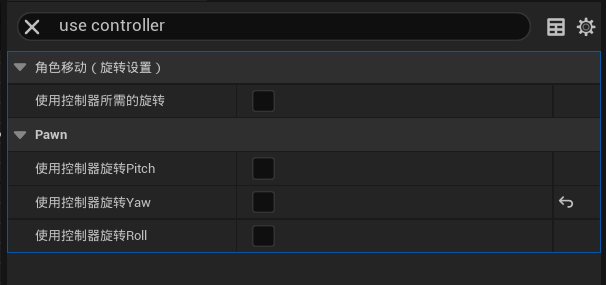 use controller
角色移动（旋转设置）
使用控制器所需的旋转
Pawn
使用控制器旋转Pitch
使用控制器旋转Yaw
使用控制器旋转Roll